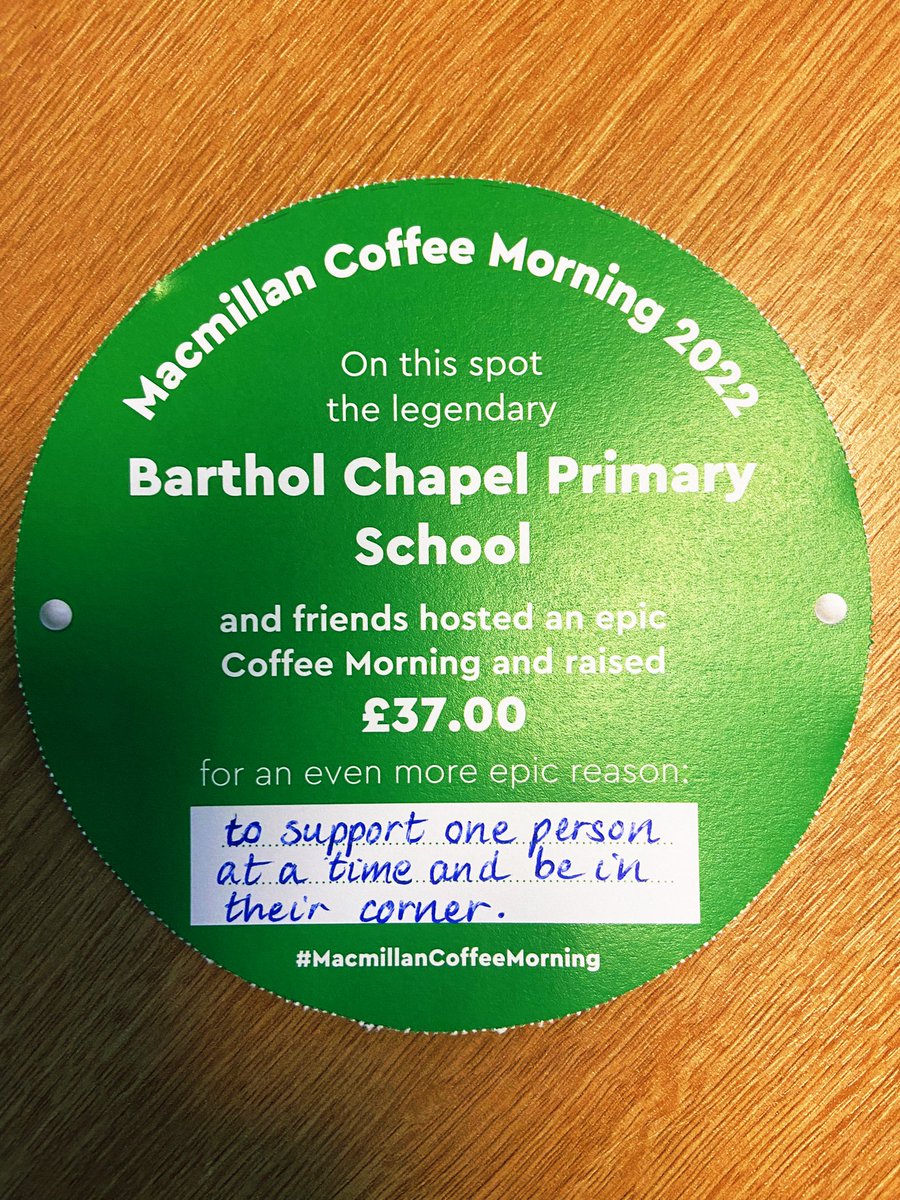 Macmillan Coffee Morning 2022
On this spot
the legendary
Barthol Chapel Primary
School
and friends hosted an epic
Coffee Morning and raised
£37.00
for an even more epic reason:
to support one person
at a time and be in
their corner.
#MacmillanCoffeeMorning